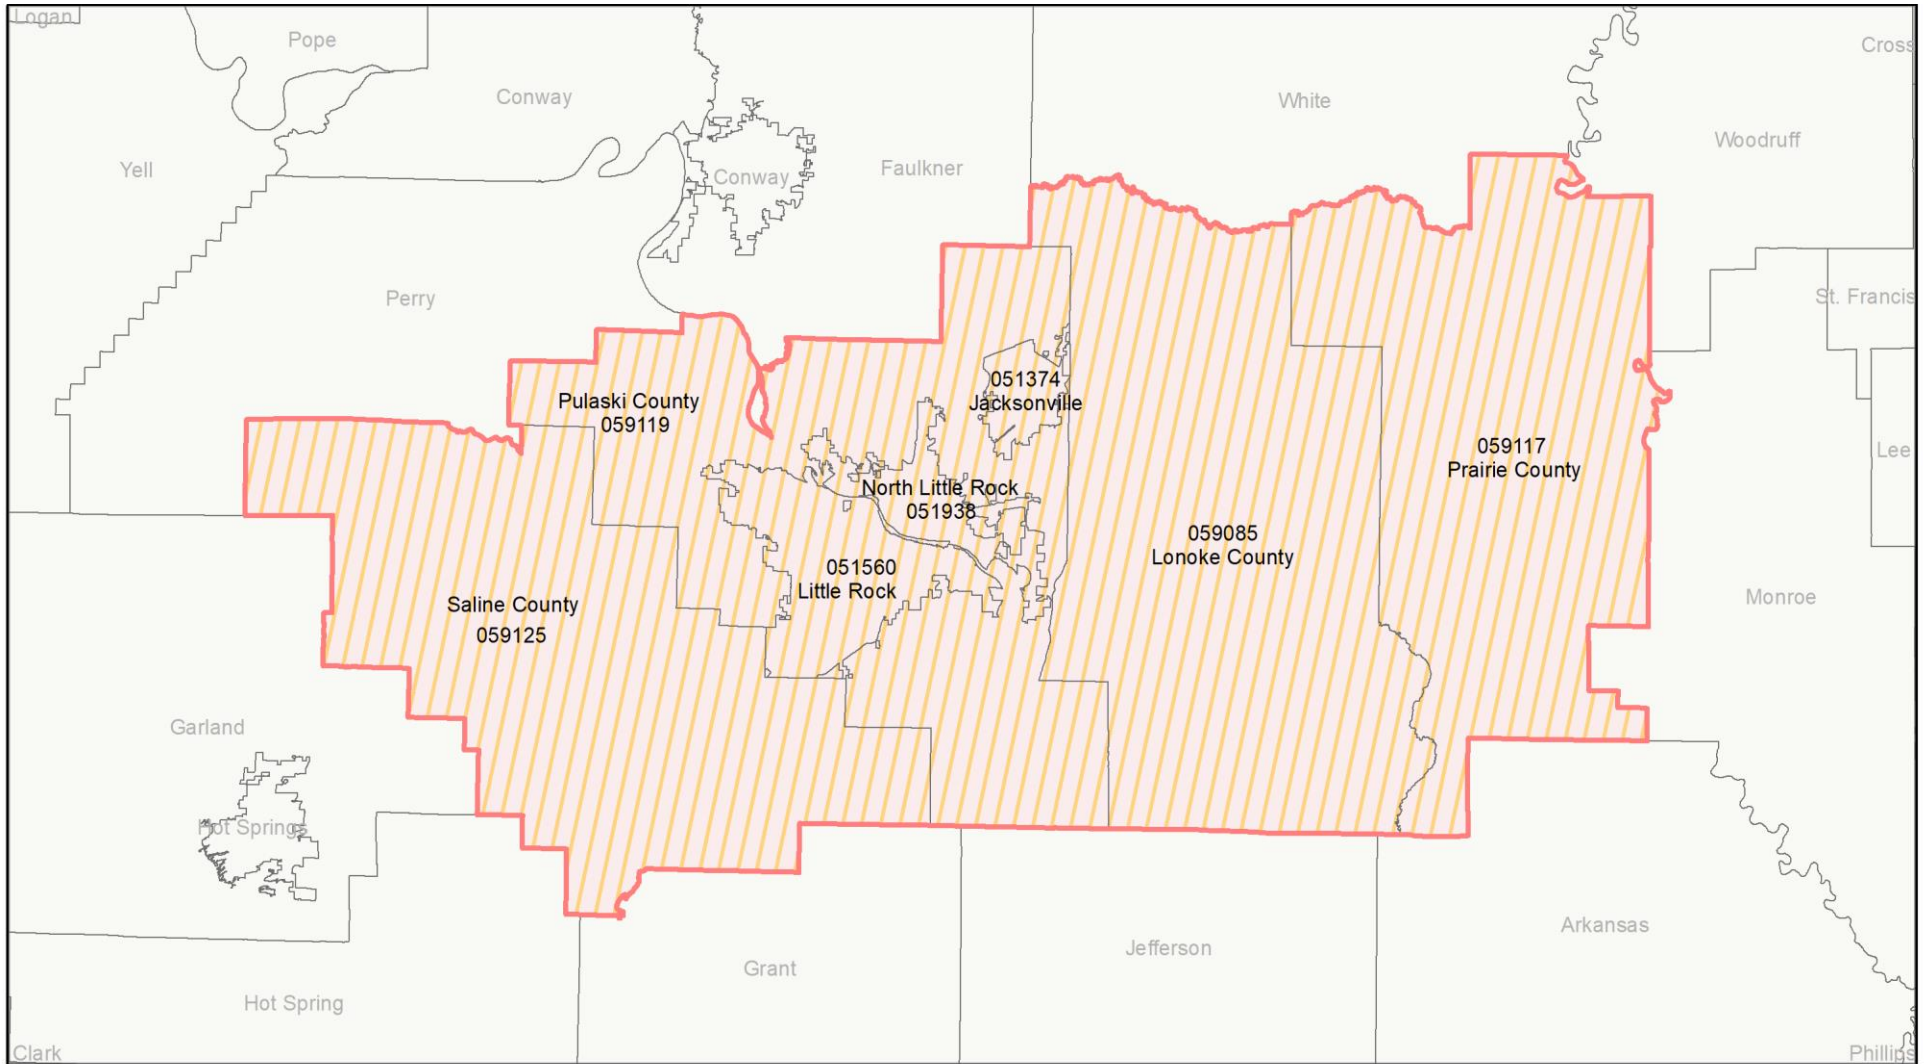 Logan
Pope
Cross
Conway
White
Woodruff
Yell
Faulkner
Conway
Perry
St. Francis
051374
Jacksonville
Pulaski County
059119
059117
Prairie County
Lee
North Little Rock
051938
059085
Lonoke County
051560
Little Rock
Saline County
059125
Monroe
Garland
Hot Springs
Arkansas
Jefferson
Grant
Hot Spring
Clark
Phillips